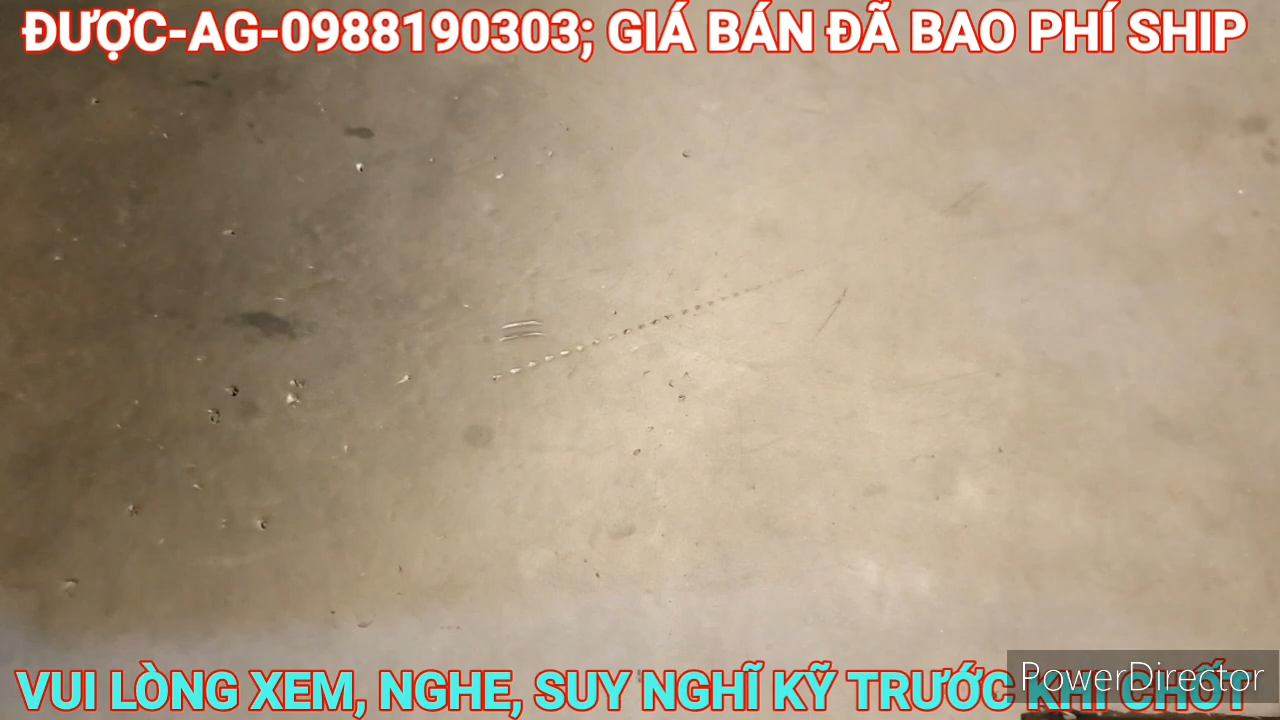 ĐƯỢC-AG-0988190303; GIÁ BÁN ĐÃ BAO PHÍ SHIP
VUI LÒNG XEM, NGHE, SUY NGHĨ KỸ TRƯỚC KHI CHỐT
PowerDirector